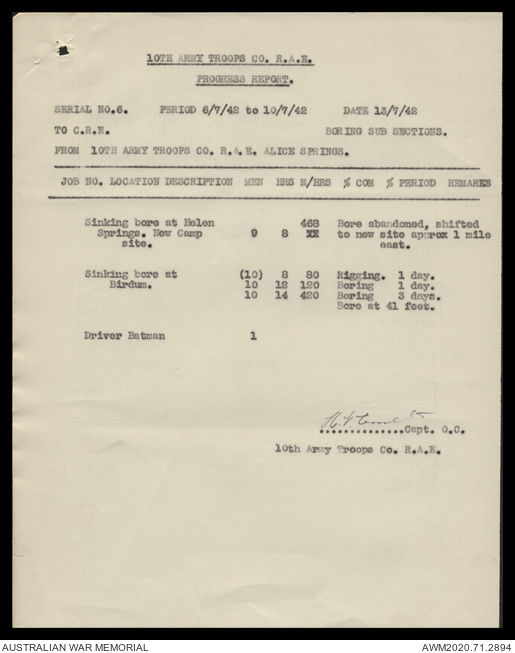 10TH ARMY TROOPS CO. R.A.E.
PROGRESS REPORT.
SERIAL NO.6. PERIOD 6/7/42 to 10/7/42 DATE 13/7/42
TO C.R.E. BORING SUB SECTIONS.
FROM 10TH ARMY TROOPS CO. R.A.E. ALICE SPRINGS.
JOB NO. LOCATION DESCRIPTION MEN HRS M/HRS % COM % PERIOD REMARKS
Sinking bore at Helen 468 Bore abandoned, shifted
Springs. New Camp 9 8 XX to new site approx 1 mile
site. east.
Sinking bore at (10) 8 80 Rigging. 1 day.
Birdum. 10 12 120 Boring 1 day.
10 14 420 Boring 3 days.
Bore at 41 feet.
Driver Batman 1
..............Capt. O.C.
10th Army Troops Co. R.A.E.
AUSTRALIAN WAR MEMORIAL AWM2020.71.2894